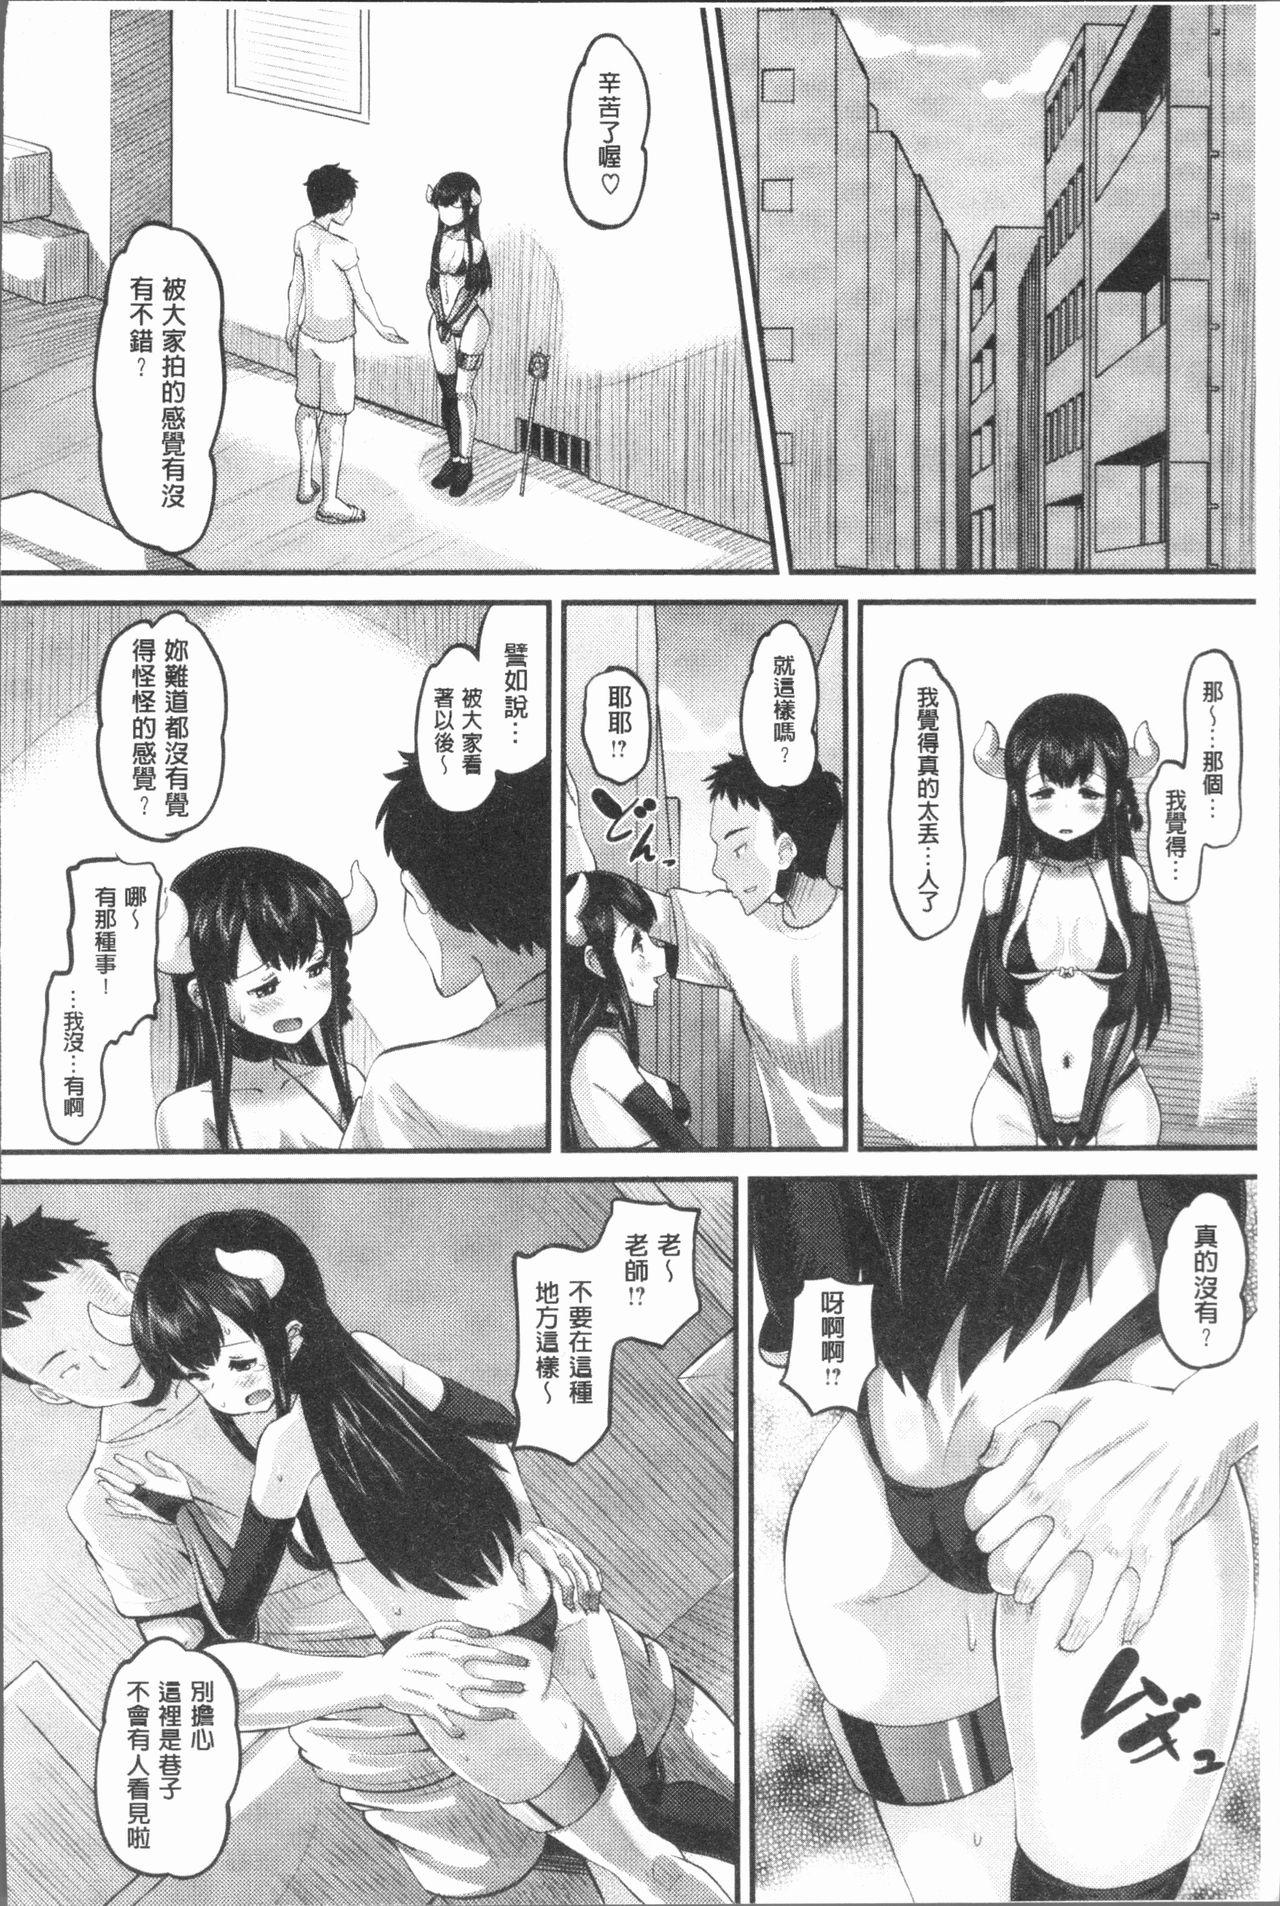 辛苦了喔♡
被大家拍的感覺有沒
有不錯？
那～…那個…
我覺得…
我覺得真的太丟…人了
就這樣嗎？
耶耶!?
どんっ
譬如說…
被大家看
著以後～
妳難道都沒有覺
得怪怪的感覺？
哪～
有那種事！
…我沒…有啊
真的沒有？
呀啊啊!?
ムギュッ
老～
老師!?
不要在這種
地方這樣～
別擔心
這裡是巷子
不會有人看見啦